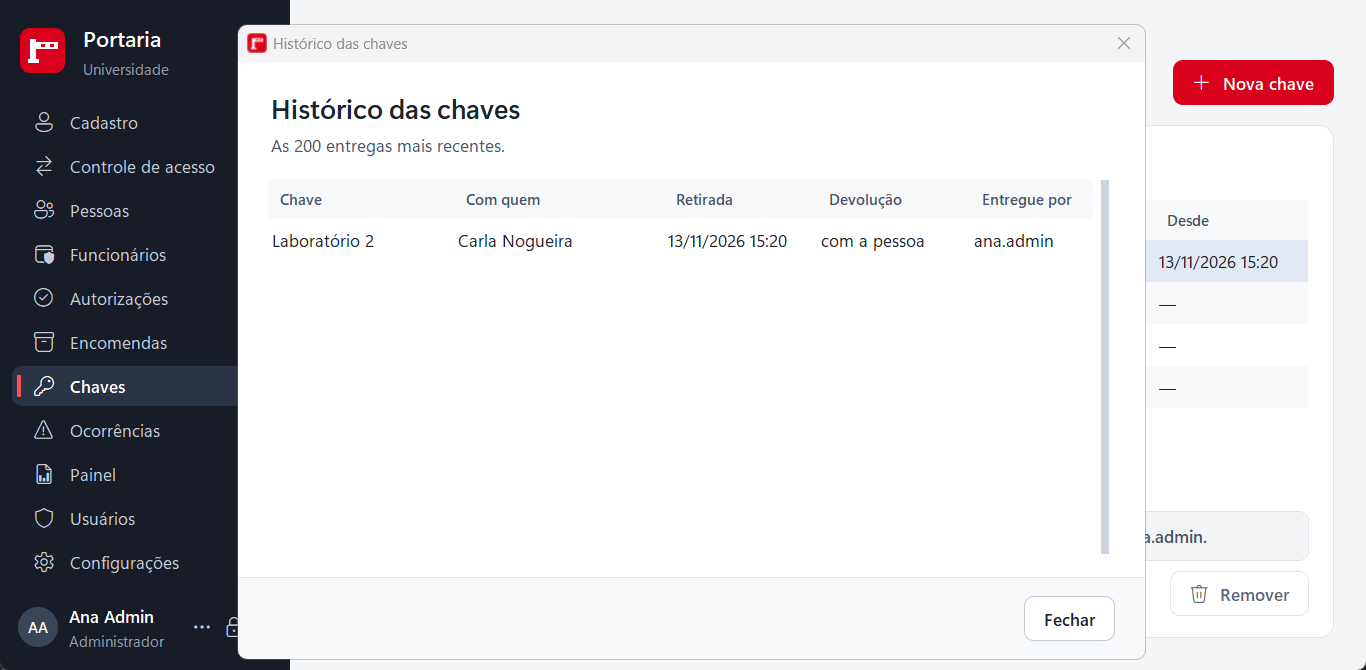 Portaria
Universidade
Cadastro
Controle de acesso
Pessoas
Funcionários
Autorizações
Encomendas
Chaves
Ocorrências
Painel
Usuários
Configurações
AA
Ana Admin
Administrador
Histórico das chaves
Histórico das chaves
As 200 entregas mais recentes.
Chave Com quem Retirada Devolução Entregue por
Laboratório 2 Carla Nogueira 13/11/2026 15:20 com a pessoa ana.admin
Fechar
Nova chave
Desde
13/11/2026 15:20
—
—
—
a.admin.
Remover